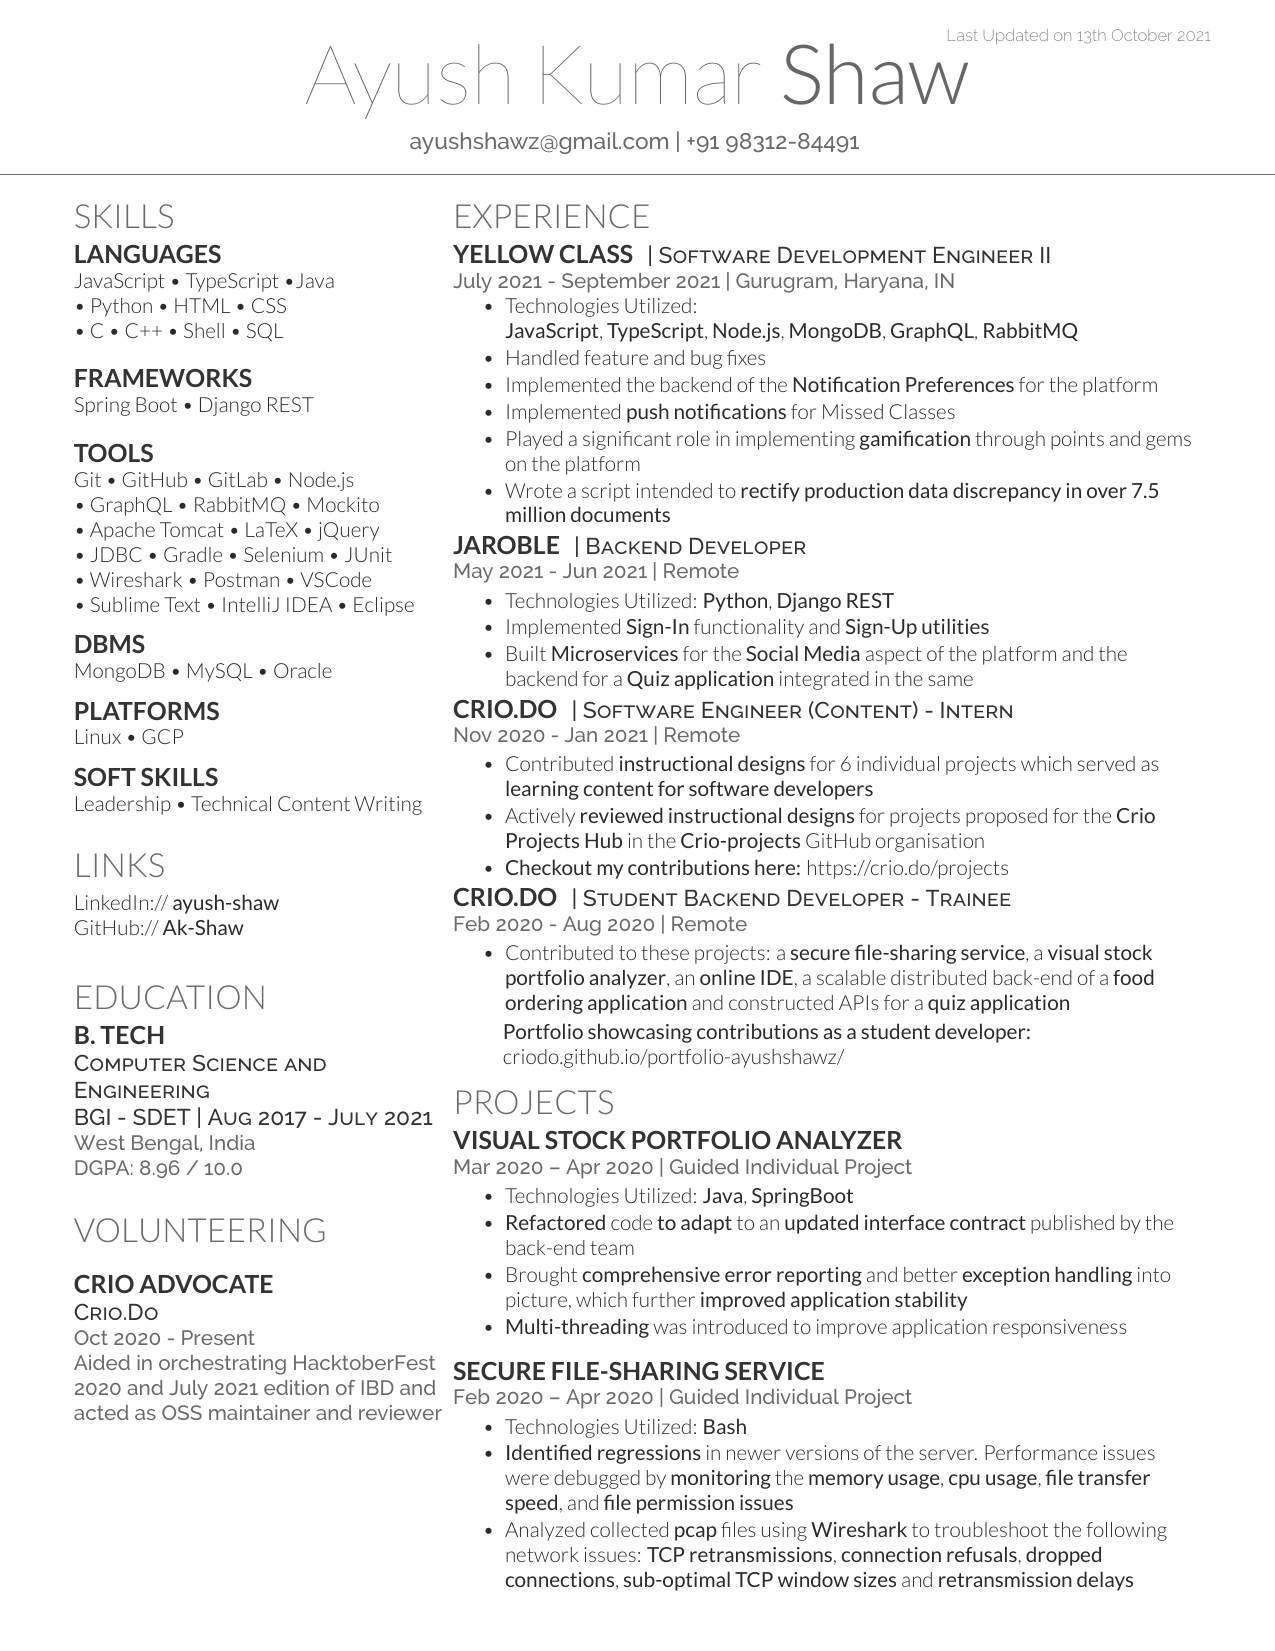 Last Updated on 13th October 2021
Ayush Kumar Shaw
ayushshawz@gmail.com | +91 98312-84491
SKILLS
LANGUAGES
JavaScript • TypeScript •Java
• Python • HTML • CSS
• C • C++ • Shell • SQL
FRAMEWORKS
Spring Boot • Django REST
TOOLS
Git • GitHub • GitLab • Node.js
• GraphQL • RabbitMQ • Mockito
• Apache Tomcat • LaTeX • jQuery
• JDBC • Gradle • Selenium • JUnit
• Wireshark • Postman • VSCode
• Sublime Text • IntelliJ IDEA • Eclipse
DBMS
MongoDB • MySQL • Oracle
PLATFORMS
Linux • GCP
SOFT SKILLS
Leadership • Technical Content Writing
LINKS
LinkedIn:// ayush-shaw
GitHub:// Ak-Shaw
EDUCATION
B. TECH
Computer Science and
Engineering
BGI - SDET | Aug 2017 - July 2021
West Bengal, India
DGPA: 8.96 / 10.0
VOLUNTEERING
CRIO ADVOCATE
Crio.Do
Oct 2020 - Present
Aided in orchestrating HacktoberFest
2020 and July 2021 edition of IBD and
acted as OSS maintainer and reviewer
EXPERIENCE
YELLOW CLASS | Software Development Engineer II
July 2021 - September 2021 | Gurugram, Haryana, IN
• Technologies Utilized:
JavaScript, TypeScript, Node.js, MongoDB, GraphQL, RabbitMQ
• Handled feature and bug fixes
• Implemented the backend of the Notification Preferences for the platform
• Implemented push notifications for Missed Classes
• Played a significant role in implementing gamification through points and gems
on the platform
• Wrote a script intended to rectify production data discrepancy in over 7.5
million documents
JAROBLE | Backend Developer
May 2021 - Jun 2021 | Remote
• Technologies Utilized: Python, Django REST
• Implemented Sign-In functionality and Sign-Up utilities
• Built Microservices for the Social Media aspect of the platform and the
backend for a Quiz application integrated in the same
CRIO.DO | Software Engineer (Content) - Intern
Nov 2020 - Jan 2021 | Remote
• Contributed instructional designs for 6 individual projects which served as
learning content for software developers
• Actively reviewed instructional designs for projects proposed for the Crio
Projects Hub in the Crio-projects GitHub organisation
• Checkout my contributions here: https://crio.do/projects
CRIO.DO | Student Backend Developer - Trainee
Feb 2020 - Aug 2020 | Remote
• Contributed to these projects: a secure file-sharing service, a visual stock
portfolio analyzer, an online IDE, a scalable distributed back-end of a food
ordering application and constructed APIs for a quiz application
Portfolio showcasing contributions as a student developer:
criodo.github.io/portfolio-ayushshawz/
PROJECTS
VISUAL STOCK PORTFOLIO ANALYZER
Mar 2020 – Apr 2020 | Guided Individual Project
• Technologies Utilized: Java, SpringBoot
• Refactored code to adapt to an updated interface contract published by the
back-end team
• Brought comprehensive error reporting and better exception handling into
picture, which further improved application stability
• Multi-threading was introduced to improve application responsiveness
SECURE FILE-SHARING SERVICE
Feb 2020 – Apr 2020 | Guided Individual Project
• Technologies Utilized: Bash
• Identified regressions in newer versions of the server. Performance issues
were debugged by monitoring the memory usage, cpu usage, file transfer
speed, and file permission issues
• Analyzed collected pcap files using Wireshark to troubleshoot the following
network issues: TCP retransmissions, connection refusals, dropped
connections, sub-optimal TCP window sizes and retransmission delays